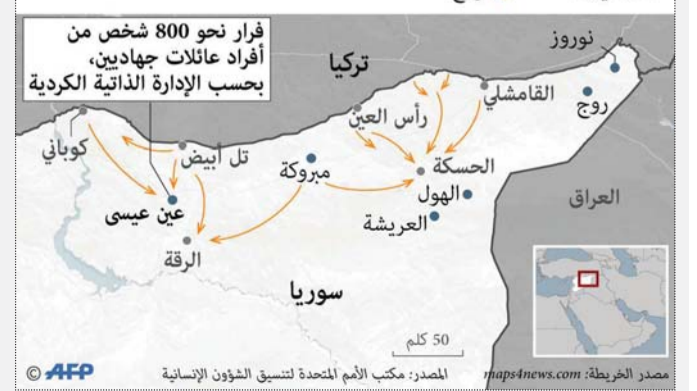 فرار نحو 800 شخص من
أفراد عائلات جهاديين،
بحسب الإدارة الذاتية الكردية
تركيا
نوروز
القامشلي
روج
رأس العين
كوباني
تل أبيض
مبروكة
الحسكة
الهول
العريشة
العراق
عين عيسى
الرقة
سوريا
50 كلم
مصدر الخريطة: maps4news.com
المصدر: مكتب الأمم المتحدة لتنسيق الشؤون الإنسانية
AFP ©